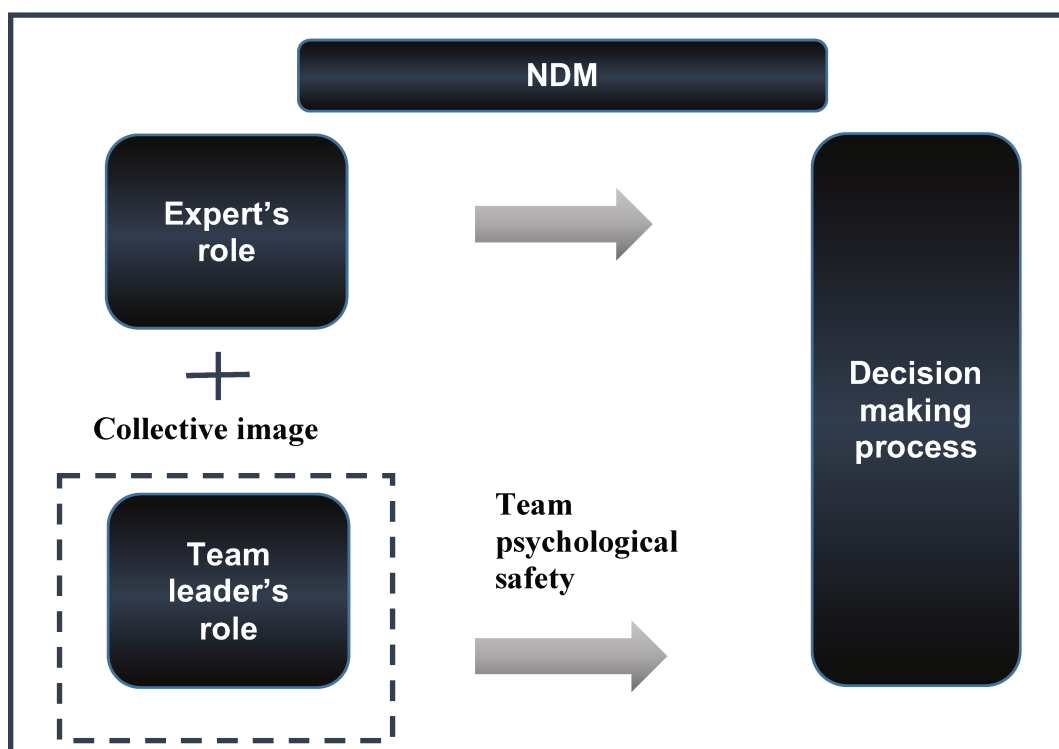 NDM
Expert’s
role
Collective image
Team
leader’s
role
Team
psychological
safety
Decision
making
process